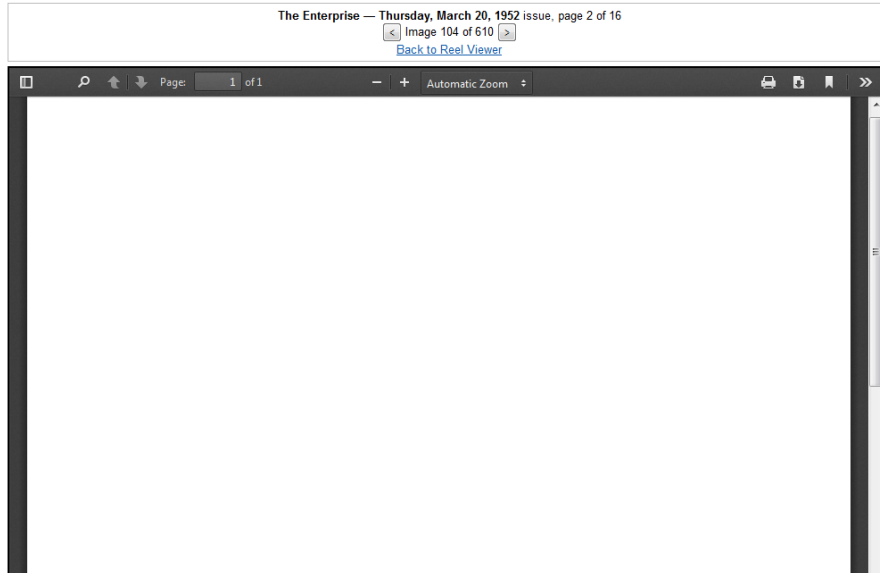 The Enterprise — Thursday, March 20, 1952 issue, page 2 of 16
< Image 104 of 610 >
Back to Reel Viewer
Page: 1 of 1 Automatic Zoom